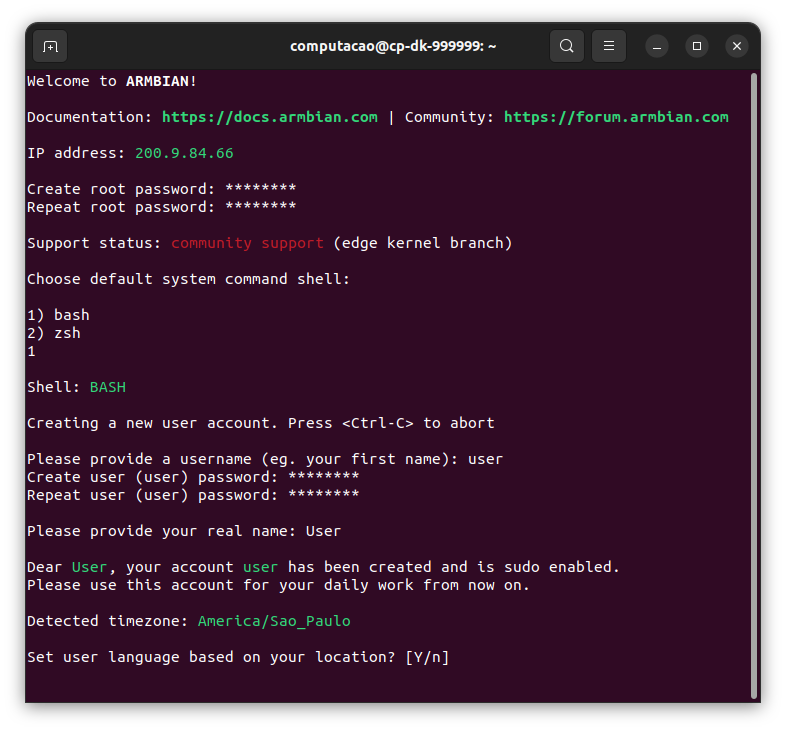 computacao@cp-dk-999999: ~
Welcome to ARMBIAN!
Documentation: https://docs.armbian.com | Community: https://forum.armbian.com
IP address: 200.9.84.66
Create root password: ********
Repeat root password: ********
Support status: community support (edge kernel branch)
Choose default system command shell:
1) bash
2) zsh
1
Shell: BASH
Creating a new user account. Press <Ctrl-C> to abort
Please provide a username (eg. your first name): user
Create user (user) password: ********
Repeat user (user) password: ********
Please provide your real name: User
Dear User, your account user has been created and is sudo enabled.
Please use this account for your daily work from now on.
Detected timezone: America/Sao_Paulo
Set user language based on your location? [Y/n]